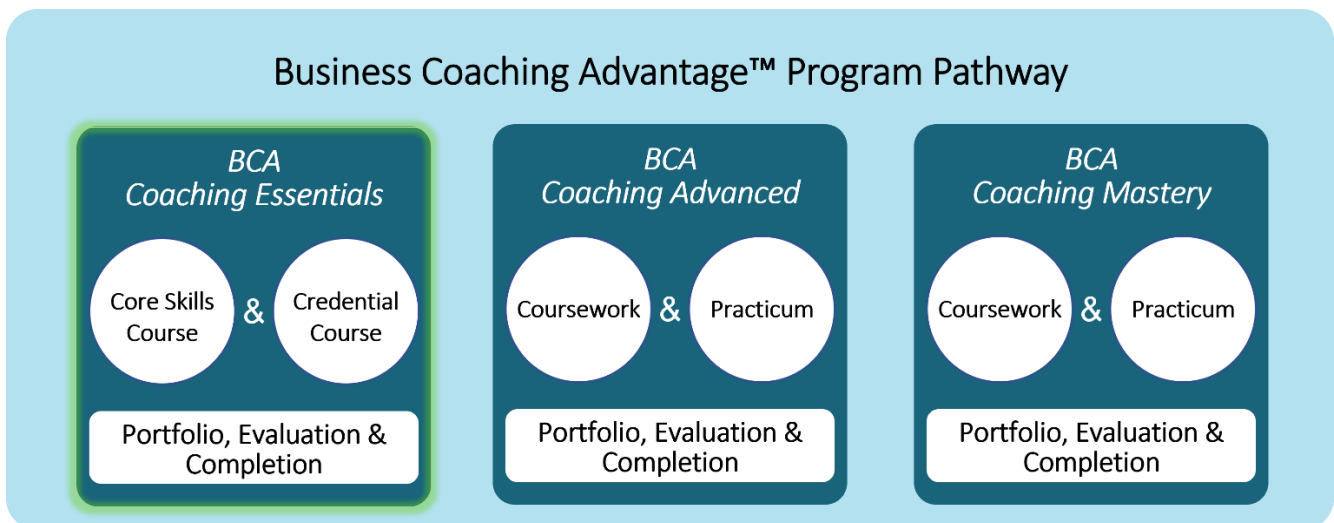 Business Coaching Advantage™ Program Pathway
BCA
Coaching Essentials
Core Skills
Course
&
Credential
Course
Portfolio, Evaluation &
Completion
BCA
Coaching Advanced
Coursework
&
Practicum
Portfolio, Evaluation &
Completion
BCA
Coaching Mastery
Coursework
&
Practicum
Portfolio, Evaluation &
Completion